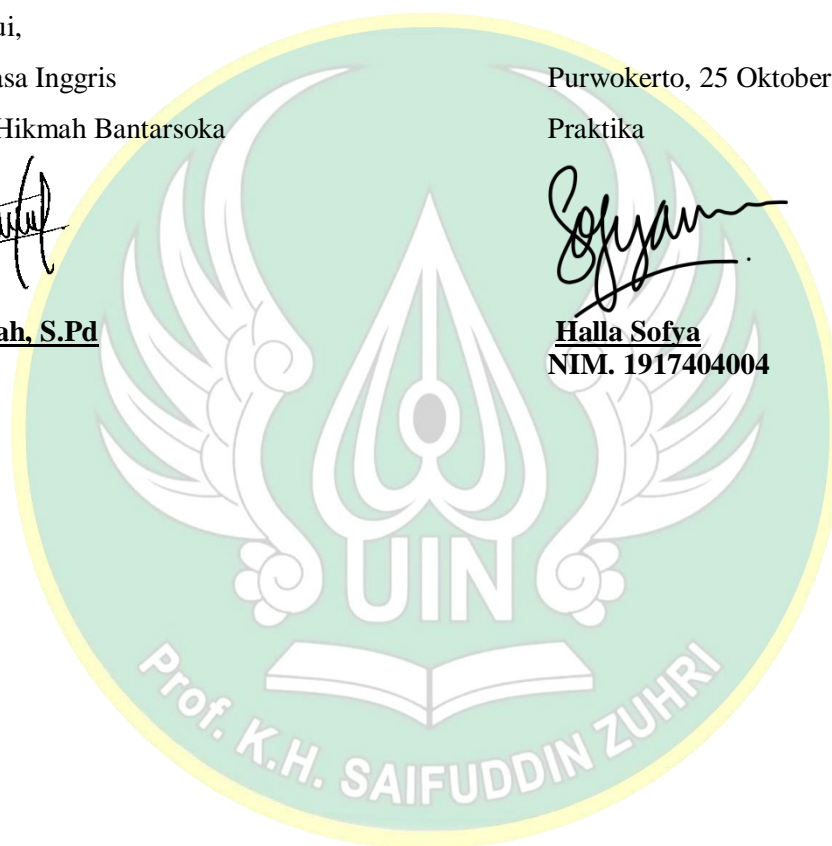 ui,
asa Inggris
Hikmah Bantarsoka
ah, S.Pd
Purwokerto, 25 Oktober
Praktika
Sofyan
Halla Sofya
NIM. 1917404004
UIN
Prof. K.H. SAIFUDDIN ZUHRI